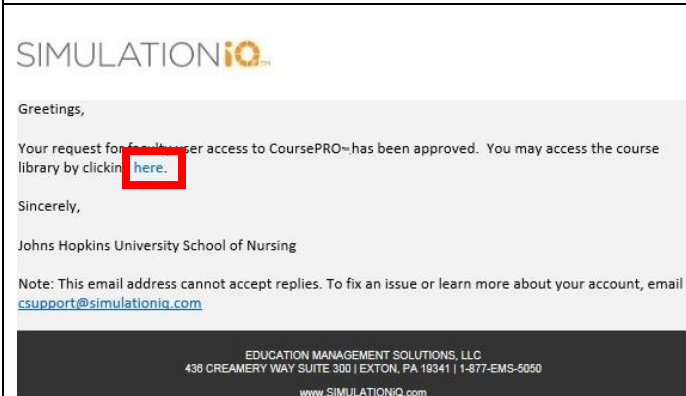 SIMULATIONiQ™
Greetings,
Your request for faculty user access to CoursePRO™ has been approved. You may access the course
library by clickin here.
Sincerely,
Johns Hopkins University School of Nursing
Note: This email address cannot accept replies. To fix an issue or learn more about your account, email
csupport@simulationiq.com
EDUCATION MANAGEMENT SOLUTIONS, LLC
436 CREAMERY WAY SUITE 300 | EXTON, PA 19341 | 1-877-EMS-5050
www.SIMULATIONiQ.com